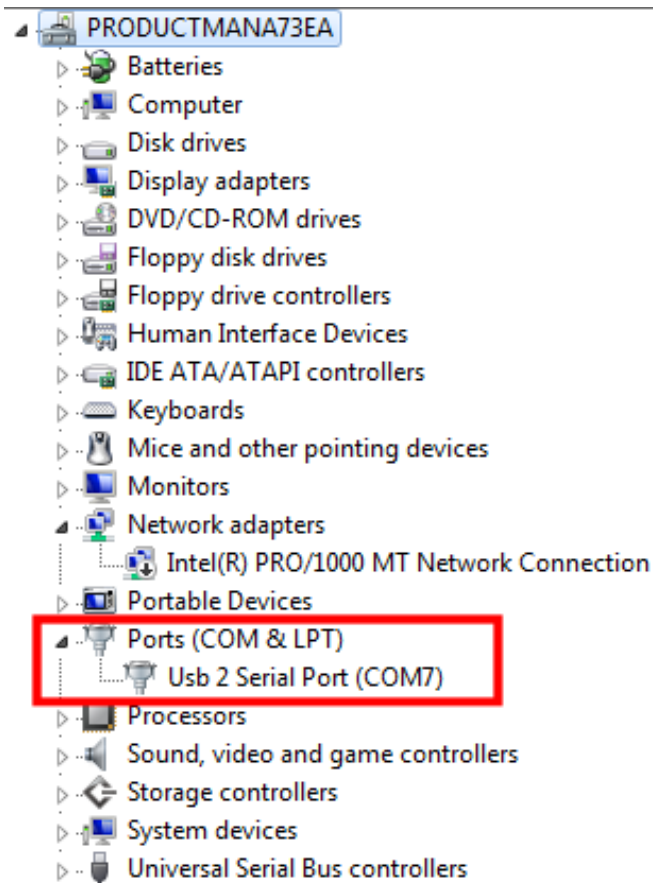 PRODUCTMANA73EA
Batteries
Computer
Disk drives
Display adapters
DVD/CD-ROM drives
Floppy disk drives
Floppy drive controllers
Human Interface Devices
IDE ATA/ATAPI controllers
Keyboards
Mice and other pointing devices
Monitors
Network adapters
Intel(R) PRO/1000 MT Network Connection
Portable Devices
Ports (COM & LPT)
Usb 2 Serial Port (COM7)
Processors
Sound, video and game controllers
Storage controllers
System devices
Universal Serial Bus controllers